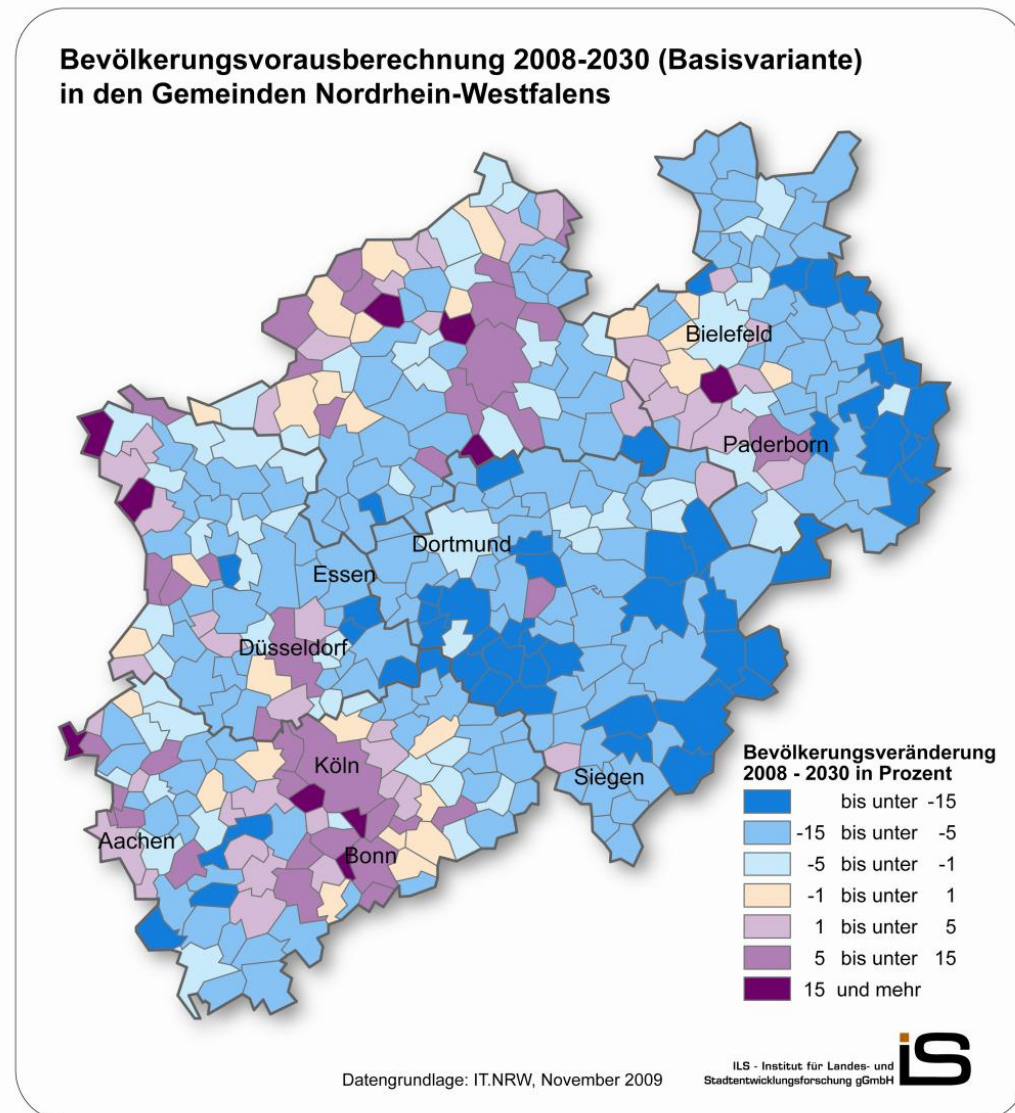 Bevölkerungsvorausberechnung 2008-2030 (Basisvariante)
in den Gemeinden Nordrhein-Westfalens
Bielefeld
Paderborn
Dortmund
Essen
Düsseldorf
Köln
Siegen
Aachen
Bonn
Bevölkerungsveränderung
2008 - 2030 in Prozent
bis unter -15
-15 bis unter -5
-5 bis unter -1
-1 bis unter 1
1 bis unter 5
5 bis unter 15
15 und mehr
Datengrundlage: IT.NRW, November 2009
ILS - Institut für Landes- und
Stadtentwicklungsforschung gGmbH
iLS